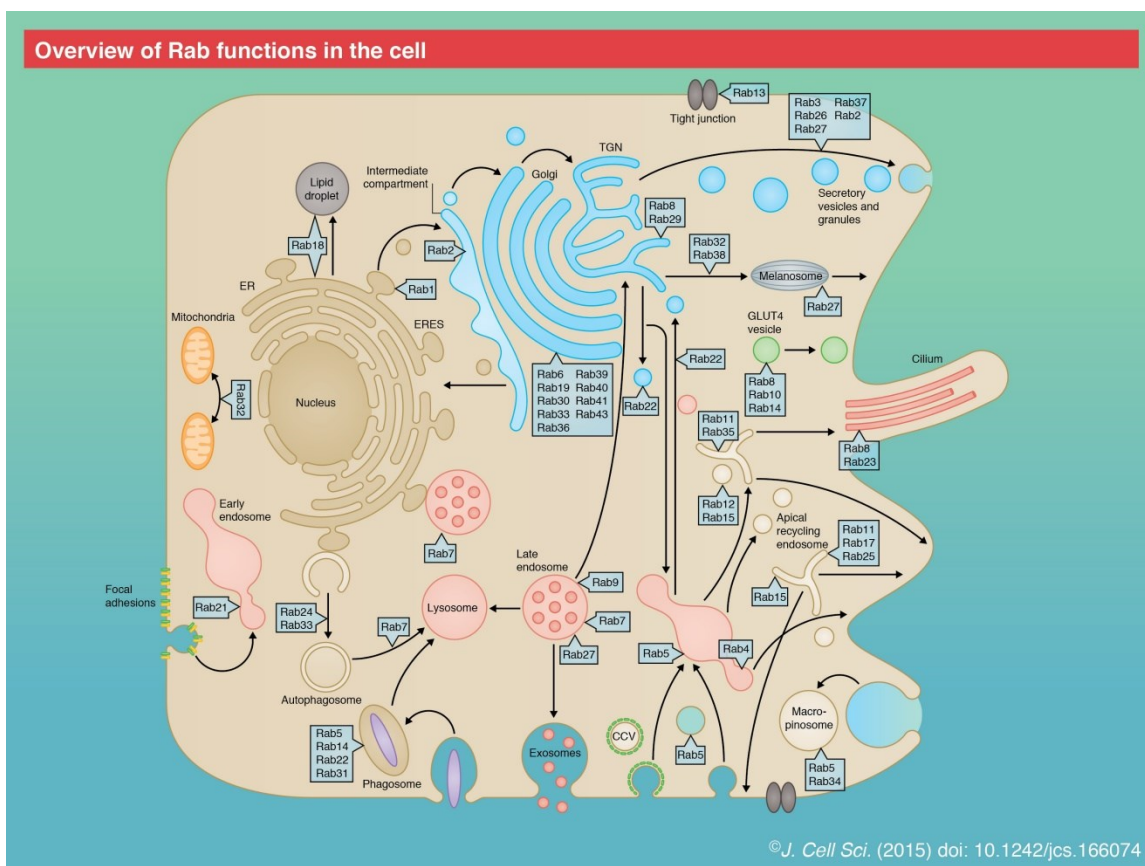 Overview of Rab functions in the cell
Rab13
Tight junction
Rab3 Rab37
Rab26 Rab2
Rab27
TGN
Intermediate
compartment
Golgi
Lipid
droplet
Secretory
vesicles and
granules
Rab8
Rab29
Rab18
Rab2
Rab32
Rab38
Melanosome
Rab27
ER
Rab1
Mitochondria
ERES
GLUT4
vesicle
Rab22
Cilium
Rab6 Rab39
Rab19 Rab40
Rab30 Rab41
Rab33 Rab43
Rab36
Rab22
Rab8
Rab10
Rab14
Rab32
Nucleus
Rab11
Rab35
Rab8
Rab23
Early
endosome
Rab12
Rab15
Apical
recycling
endosome
Rab11
Rab17
Rab25
Rab7
Late
endosome
Rab9
Rab15
Focal
adhesions
Rab21
Rab24
Rab33
Rab7
Lysosome
Rab7
Rab27
Rab5
Rab4
Autophagosome
Macro-
pinosome
Rab5
Rab14
Rab22
Rab31
Phagosome
Exosomes
CCV
Rab5
Rab5
Rab34
©J. Cell Sci. (2015) doi: 10.1242/jcs.166074